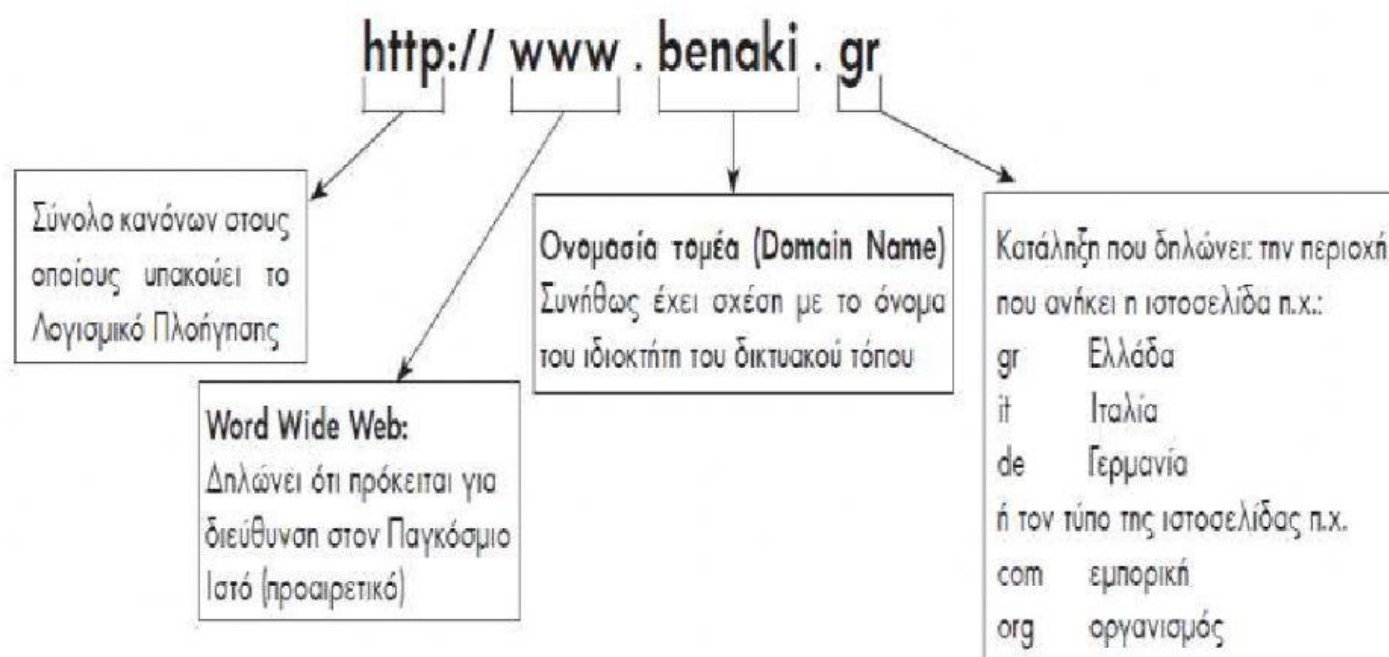 http:// www . benaki . gr
Σύνολο κανόνων στους
οποίους υπακούει το
Λογισμικό Πλοήγησης
Word Wide Web:
Δηλώνει ότι πρόκειται για
διεύθυνση στον Παγκόσμιο
Ιστό (προαιρετικό)
Ονομασία τομέα (Domain Name)
Συνήθως έχει σχέση με το όνομα
του ιδιοκτήτη του δικτυακού τόπου
Κατάληξη που δηλώνει: την περιοχή
που ανήκει η ιστοσελίδα π.χ.:
gr Ελλάδα
it Ιταλία
de Γερμανία
ή τον τύπο της ιστοσελίδας π.χ.
com εμπορική
org οργανισμός